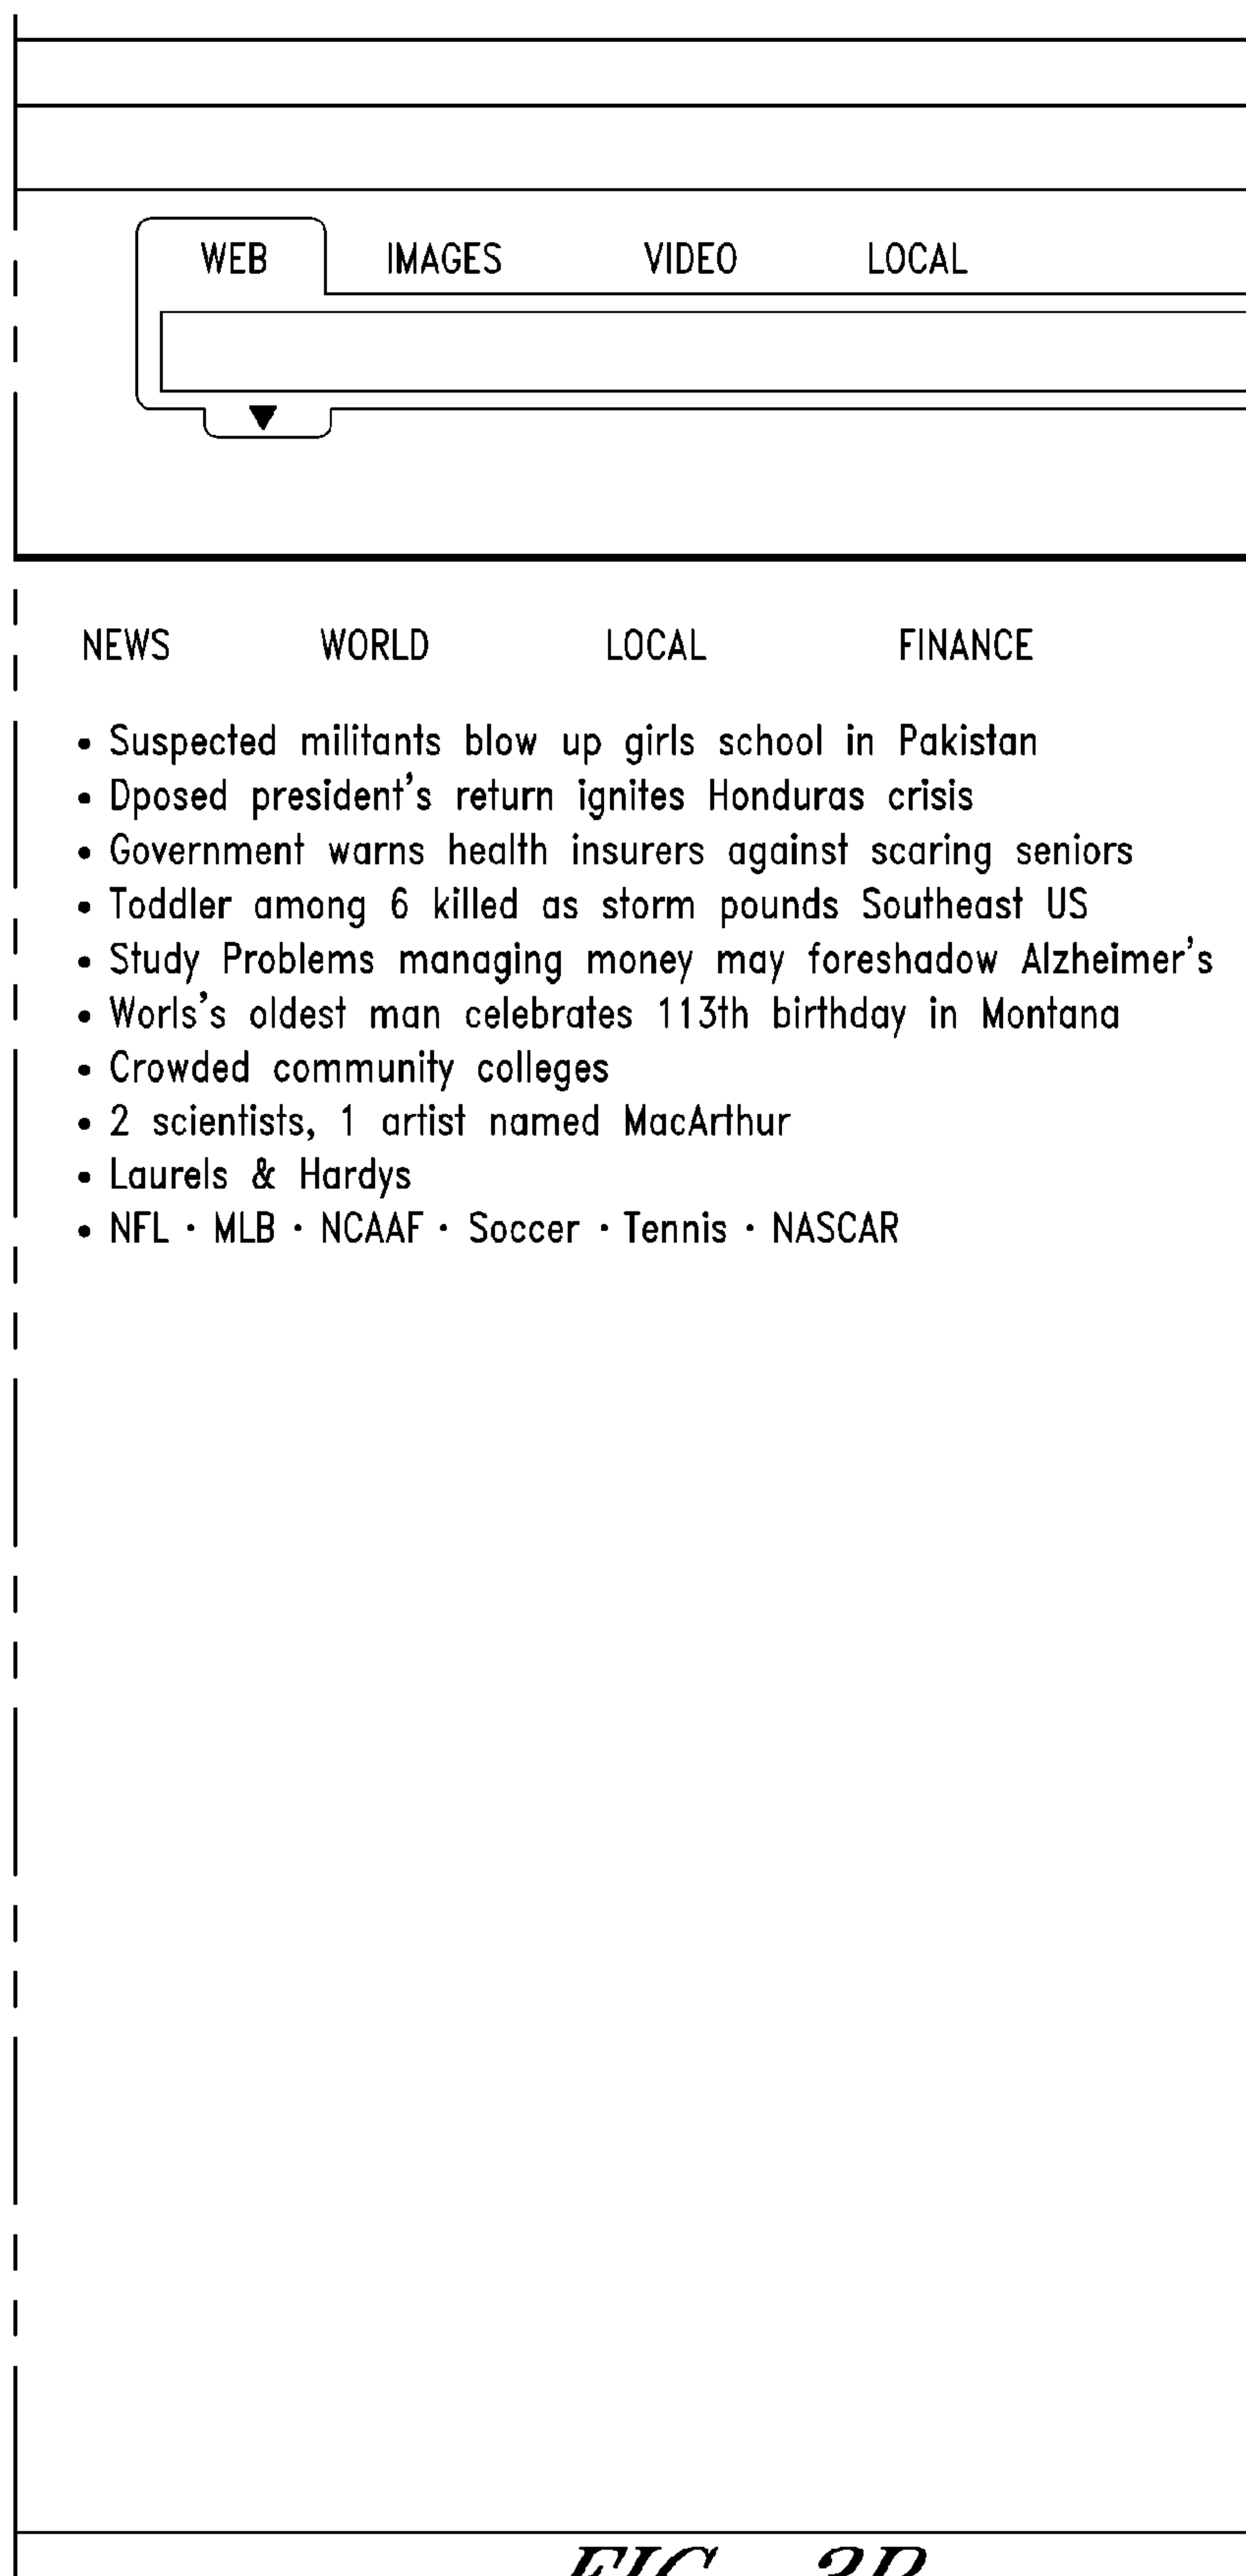 WEB IMAGES VIDEO LOCAL
NEWS WORLD LOCAL FINANCE
• Suspected militants blow up girls school in Pakistan
• Dposed president's return ignites Honduras crisis
• Government warns health insurers against scaring seniors
• Toddler among 6 killed as storm pounds Southeast US
• Study Problems managing money may foreshadow Alzheimer's
• Worls's oldest man celebrates 113th birthday in Montana
• Crowded community colleges
• 2 scientists, 1 artist named MacArthur
• Laurels & Hardys
• NFL · MLB · NCAAF · Soccer · Tennis · NASCAR